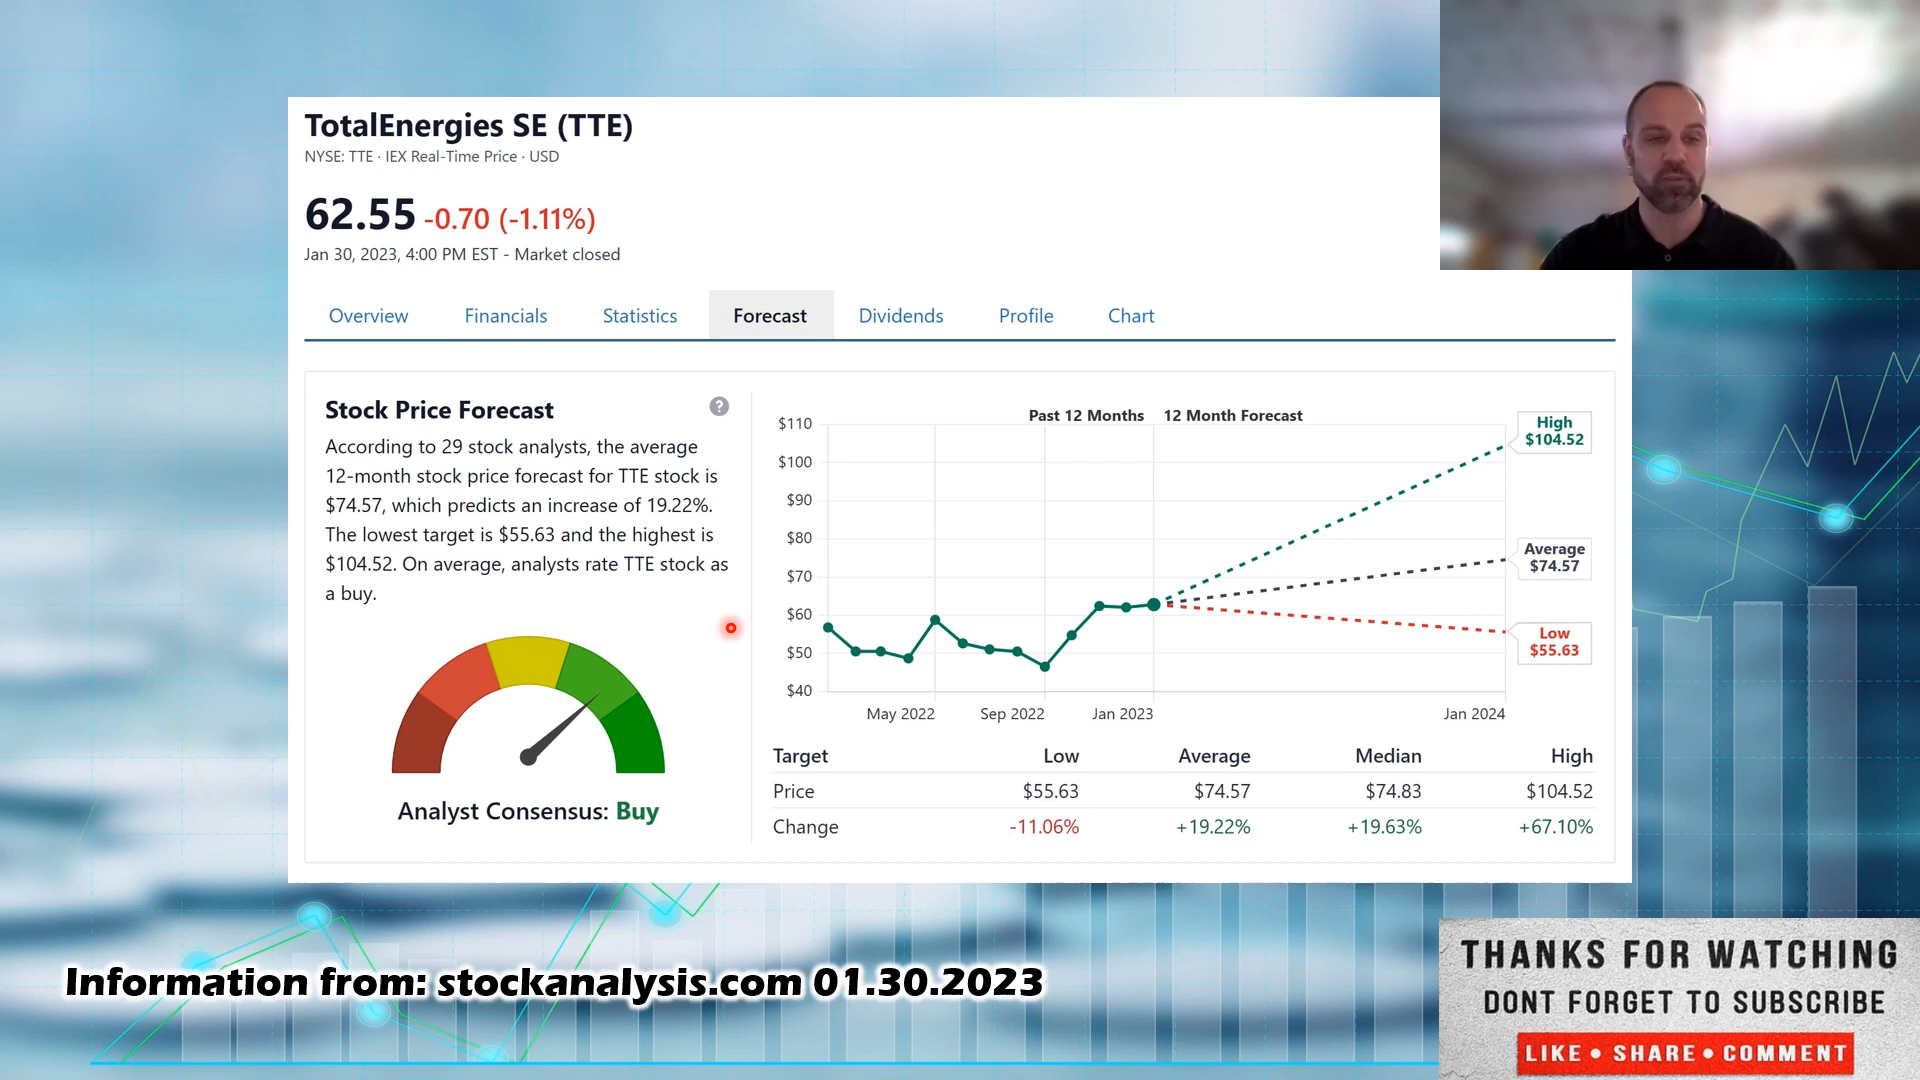 TotalEnergies SE (TTE)
NYSE: TTE · IEX Real-Time Price · USD
62.55 -0.70 (-1.11%)
Jan 30, 2023, 4:00 PM EST - Market closed
Overview Financials Statistics Forecast Dividends Profile Chart
Stock Price Forecast ?
According to 29 stock analysts, the average
12-month stock price forecast for TTE stock is
$74.57, which predicts an increase of 19.22%.
The lowest target is $55.63 and the highest is
$104.52. On average, analysts rate TTE stock as
a buy.
Analyst Consensus: Buy
Past 12 Months 12 Month Forecast
$110
$100
$90
$80
$70
$60
$50
$40
High
$104.52
Average
$74.57
Low
$55.63
May 2022 Sep 2022 Jan 2023 Jan 2024
Target Low Average Median High
Price $55.63 $74.57 $74.83 $104.52
Change -11.06% +19.22% +19.63% +67.10%
Information from: stockanalysis.com 01.30.2023
THANKS FOR WATCHING
DONT FORGET TO SUBSCRIBE
LIKE • SHARE • COMMENT